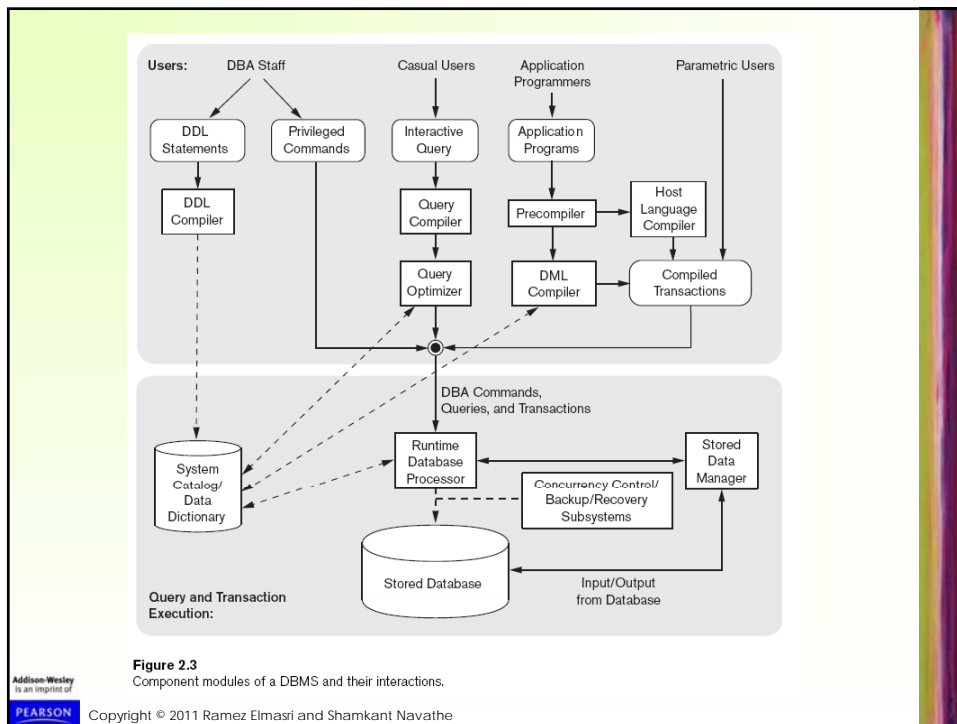 Users: DBA Staff Casual Users Application Programmers Parametric Users
DDL
Statements
Privileged
Commands
Interactive
Query
Application
Programs
DDL
Compiler
Query
Compiler
Precompiler
Host
Language
Compiler
Query
Optimizer
DML
Compiler
Compiled
Transactions
DBA Commands,
Queries, and Transactions
System
Catalog/
Data
Dictionary
Runtime
Database
Processor
Stored
Data
Manager
Concurrency Control/
Backup/Recovery
Subsystems
Stored Database
Input/Output
from Database
Query and Transaction
Execution:
Figure 2.3
Component modules of a DBMS and their interactions.
Addison-Wesley
is an imprint of
PEARSON
Copyright © 2011 Ramez Elmasri and Shamkant Navathe